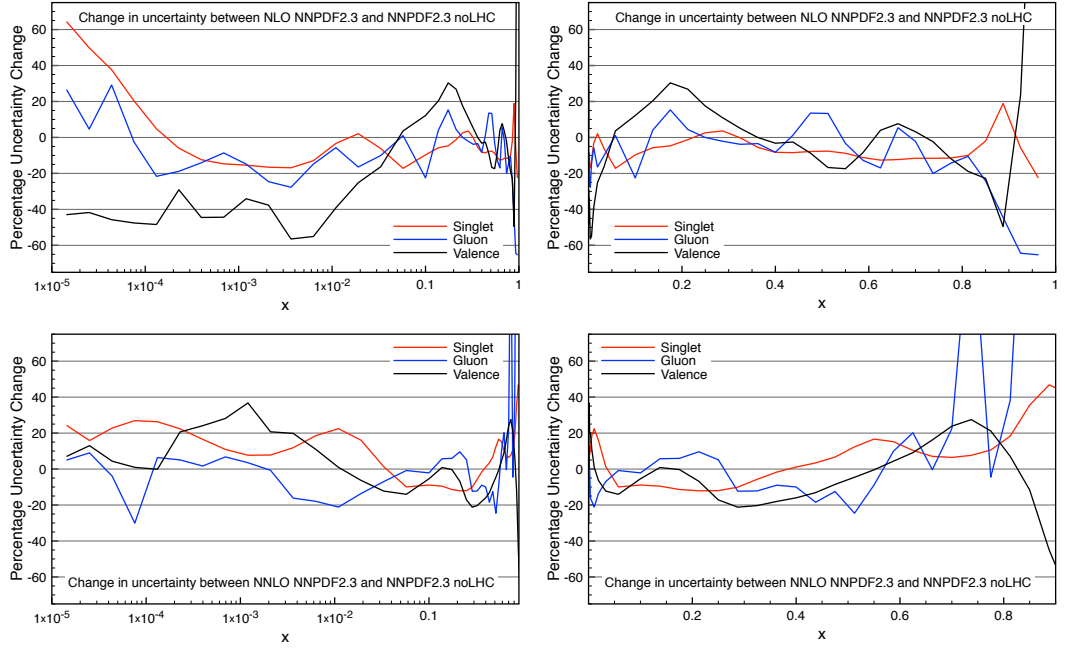 Change in uncertainty between NLO NNPDF2.3 and NNPDF2.3 noLHC
Percentage Uncertainty Change
60
40
20
0
-20
-40
-60
Singlet
Gluon
Valence
1×10-5
1×10-4
1×10-3
1×10-2
0.1
1
x
Change in uncertainty between NLO NNPDF2.3 and NNPDF2.3 noLHC
Percentage Uncertainty Change
60
40
20
0
-20
-40
-60
Singlet
Gluon
Valence
0.2
0.4
0.6
0.8
1
x
Percentage Uncertainty Change
60
40
20
0
-20
-40
-60
Singlet
Gluon
Valence
Change in uncertainty between NNLO NNPDF2.3 and NNPDF2.3 noLHC
1×10-5
1×10-4
1×10-3
1×10-2
0.1
x
Percentage Uncertainty Change
60
40
20
0
-20
-40
-60
Singlet
Gluon
Valence
Change in uncertainty between NNLO NNPDF2.3 and NNPDF2.3 noLHC
0.2
0.4
0.6
0.8
x